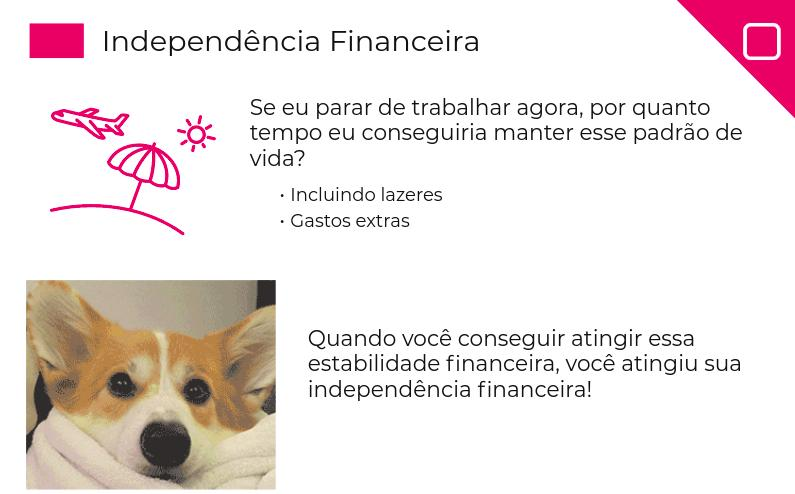 Independência Financeira
Se eu parar de trabalhar agora, por quanto
tempo eu conseguiria manter esse padrão de
vida?
• Incluindo lazeres
• Gastos extras
Quando você conseguir atingir essa
estabilidade financeira, você atingiu sua
independência financeira!